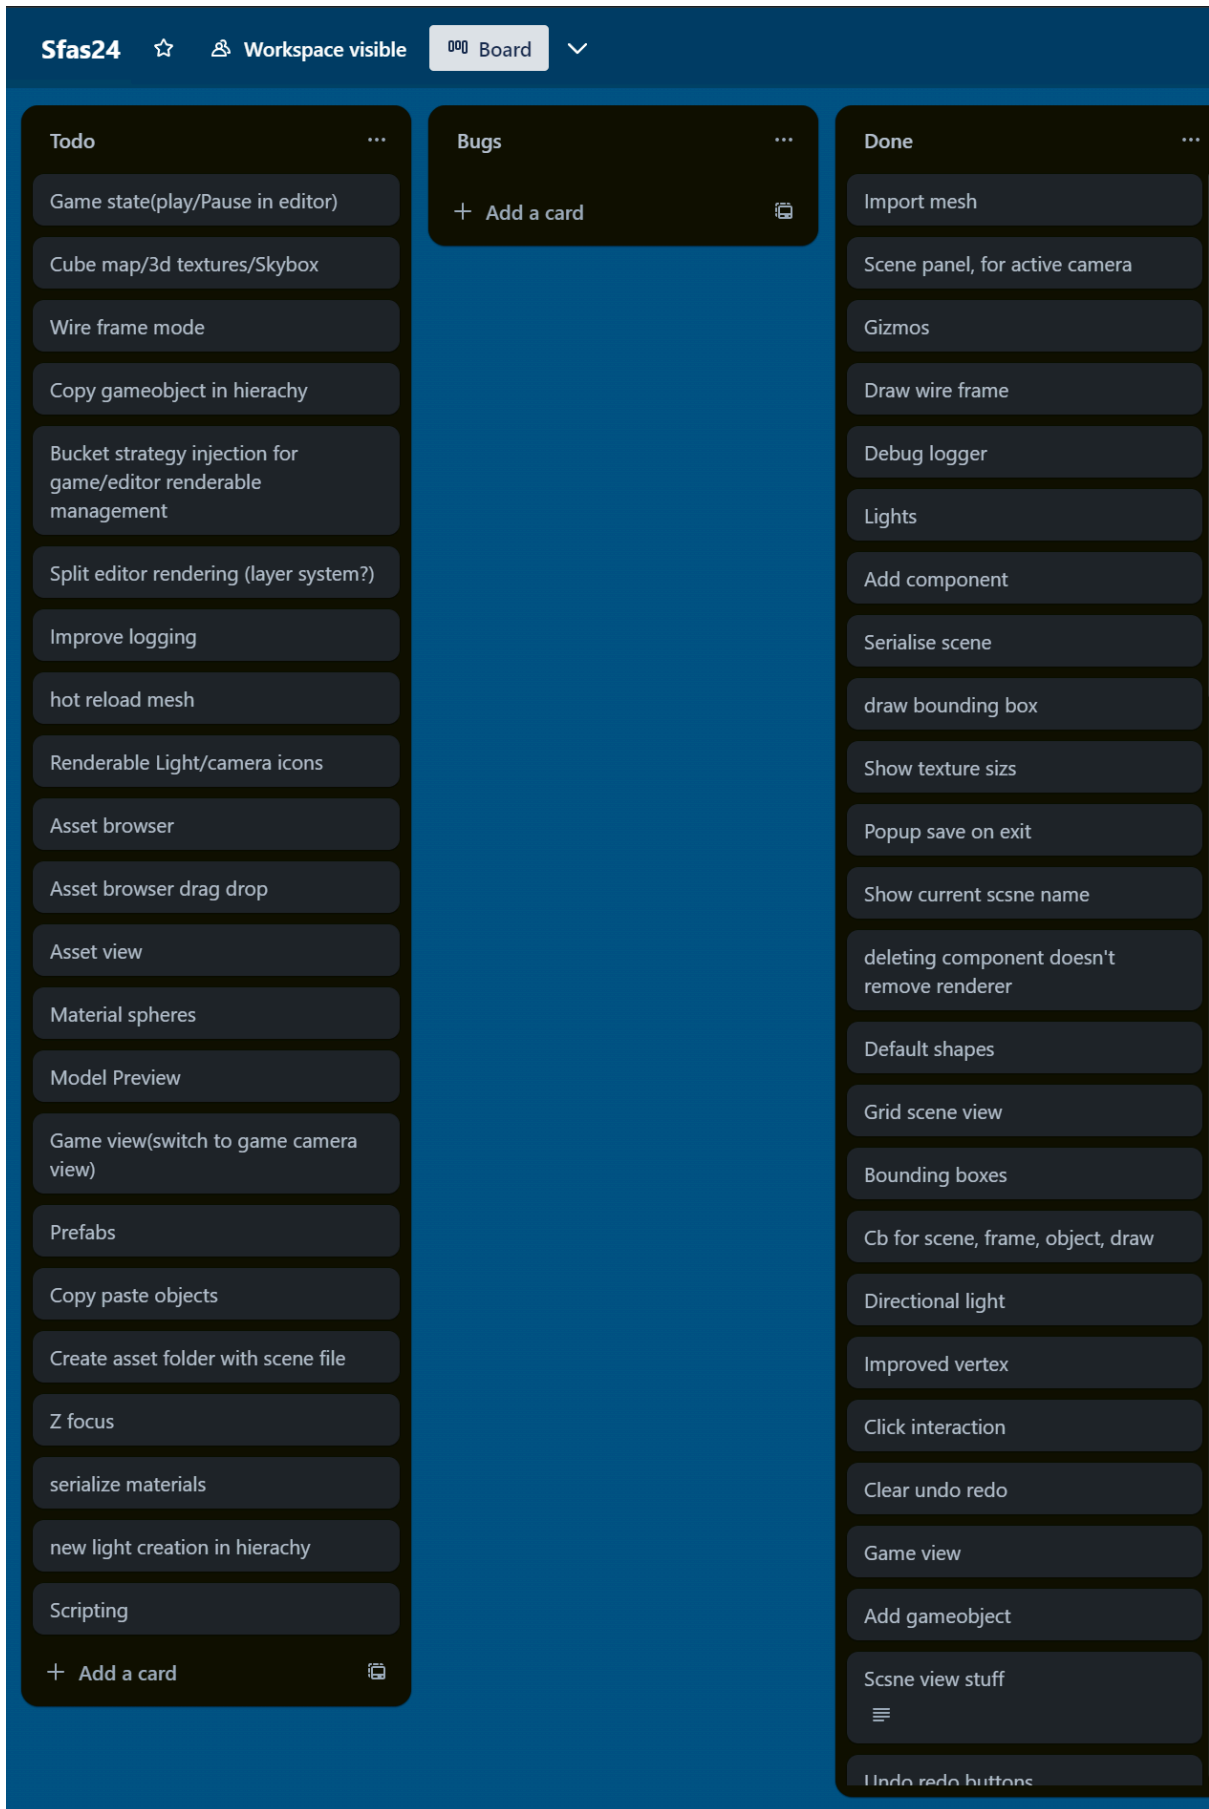 Sfas24
Workspace visible
Board
Todo
Game state(play/Pause in editor)
Cube map/3d textures/Skybox
Wire frame mode
Copy gameobject in hierachy
Bucket strategy injection for
game/editor renderable
management
Split editor rendering (layer system?)
Improve logging
hot reload mesh
Renderable Light/camera icons
Asset browser
Asset browser drag drop
Asset view
Material spheres
Model Preview
Game view(switch to game camera
view)
Prefabs
Copy paste objects
Create asset folder with scene file
Z focus
serialize materials
new light creation in hierachy
Scripting
+ Add a card
Bugs
+ Add a card
Done
Import mesh
Scene panel, for active camera
Gizmos
Draw wire frame
Debug logger
Lights
Add component
Serialise scene
draw bounding box
Show texture sizs
Popup save on exit
Show current scsne name
deleting component doesn't
remove renderer
Default shapes
Grid scene view
Bounding boxes
Cb for scene, frame, object, draw
Directional light
Improved vertex
Click interaction
Clear undo redo
Game view
Add gameobject
Scsne view stuff
Undo redo buttons